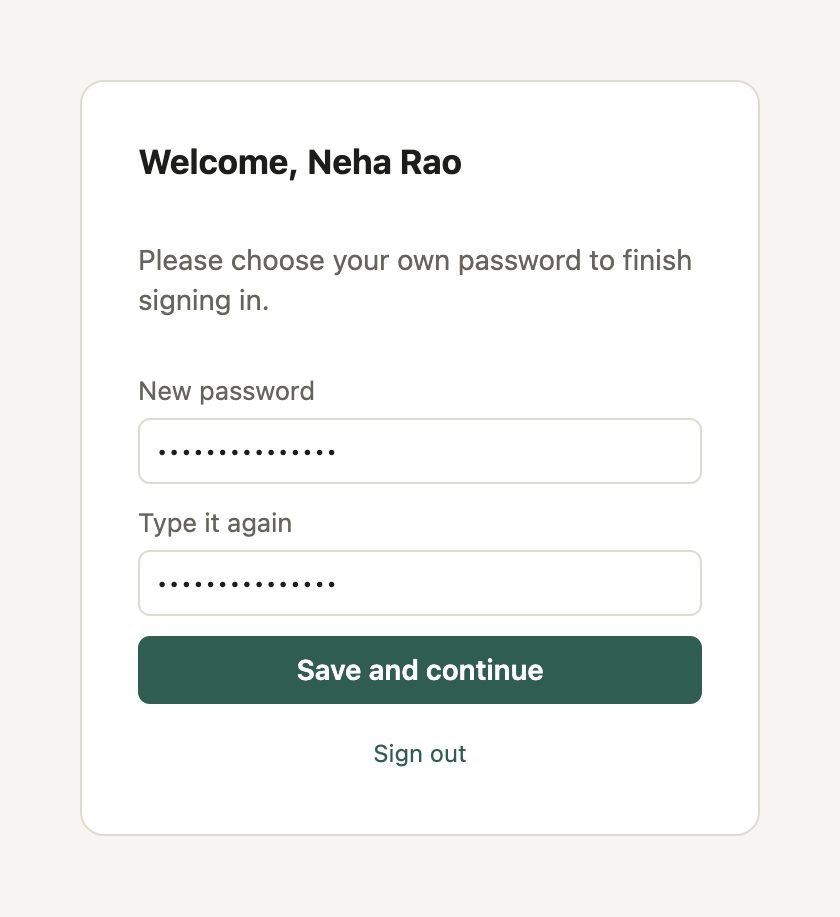 Welcome, Neha Rao
Please choose your own password to finish
signing in.
New password
•••••••••••••••
Type it again
•••••••••••••••
Save and continue
Sign out